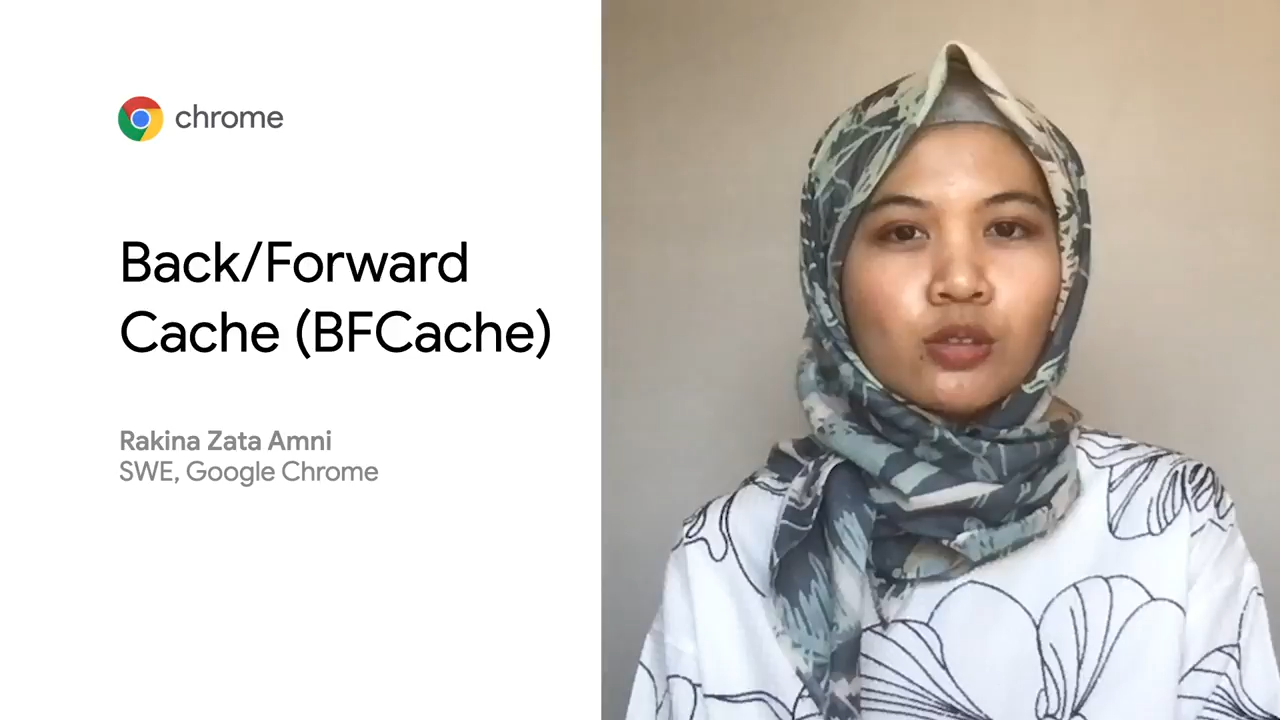 chrome
Back/Forward
Cache (BFCache)
Rakina Zata Amni
SWE, Google Chrome